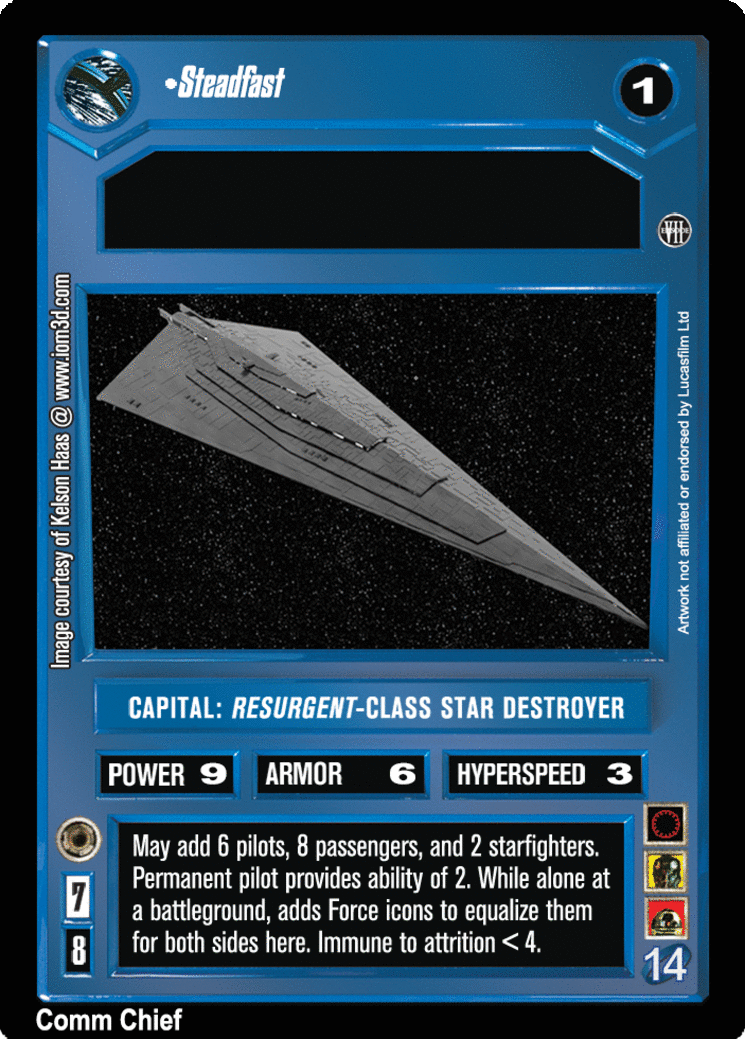 •Steadfast
1
EPISODE
VII
Image courtesy of Kelson Haas @ www.iom3d.com
Artwork not affiliated or endorsed by Lucasfilm Ltd
CAPITAL: RESURGENT-CLASS STAR DESTROYER
POWER 9 ARMOR 6 HYPERSPEED 3
May add 6 pilots, 8 passengers, and 2 starfighters.
Permanent pilot provides ability of 2. While alone at
a battleground, adds Force icons to equalize them
for both sides here. Immune to attrition < 4.
7
8
14
Comm Chief